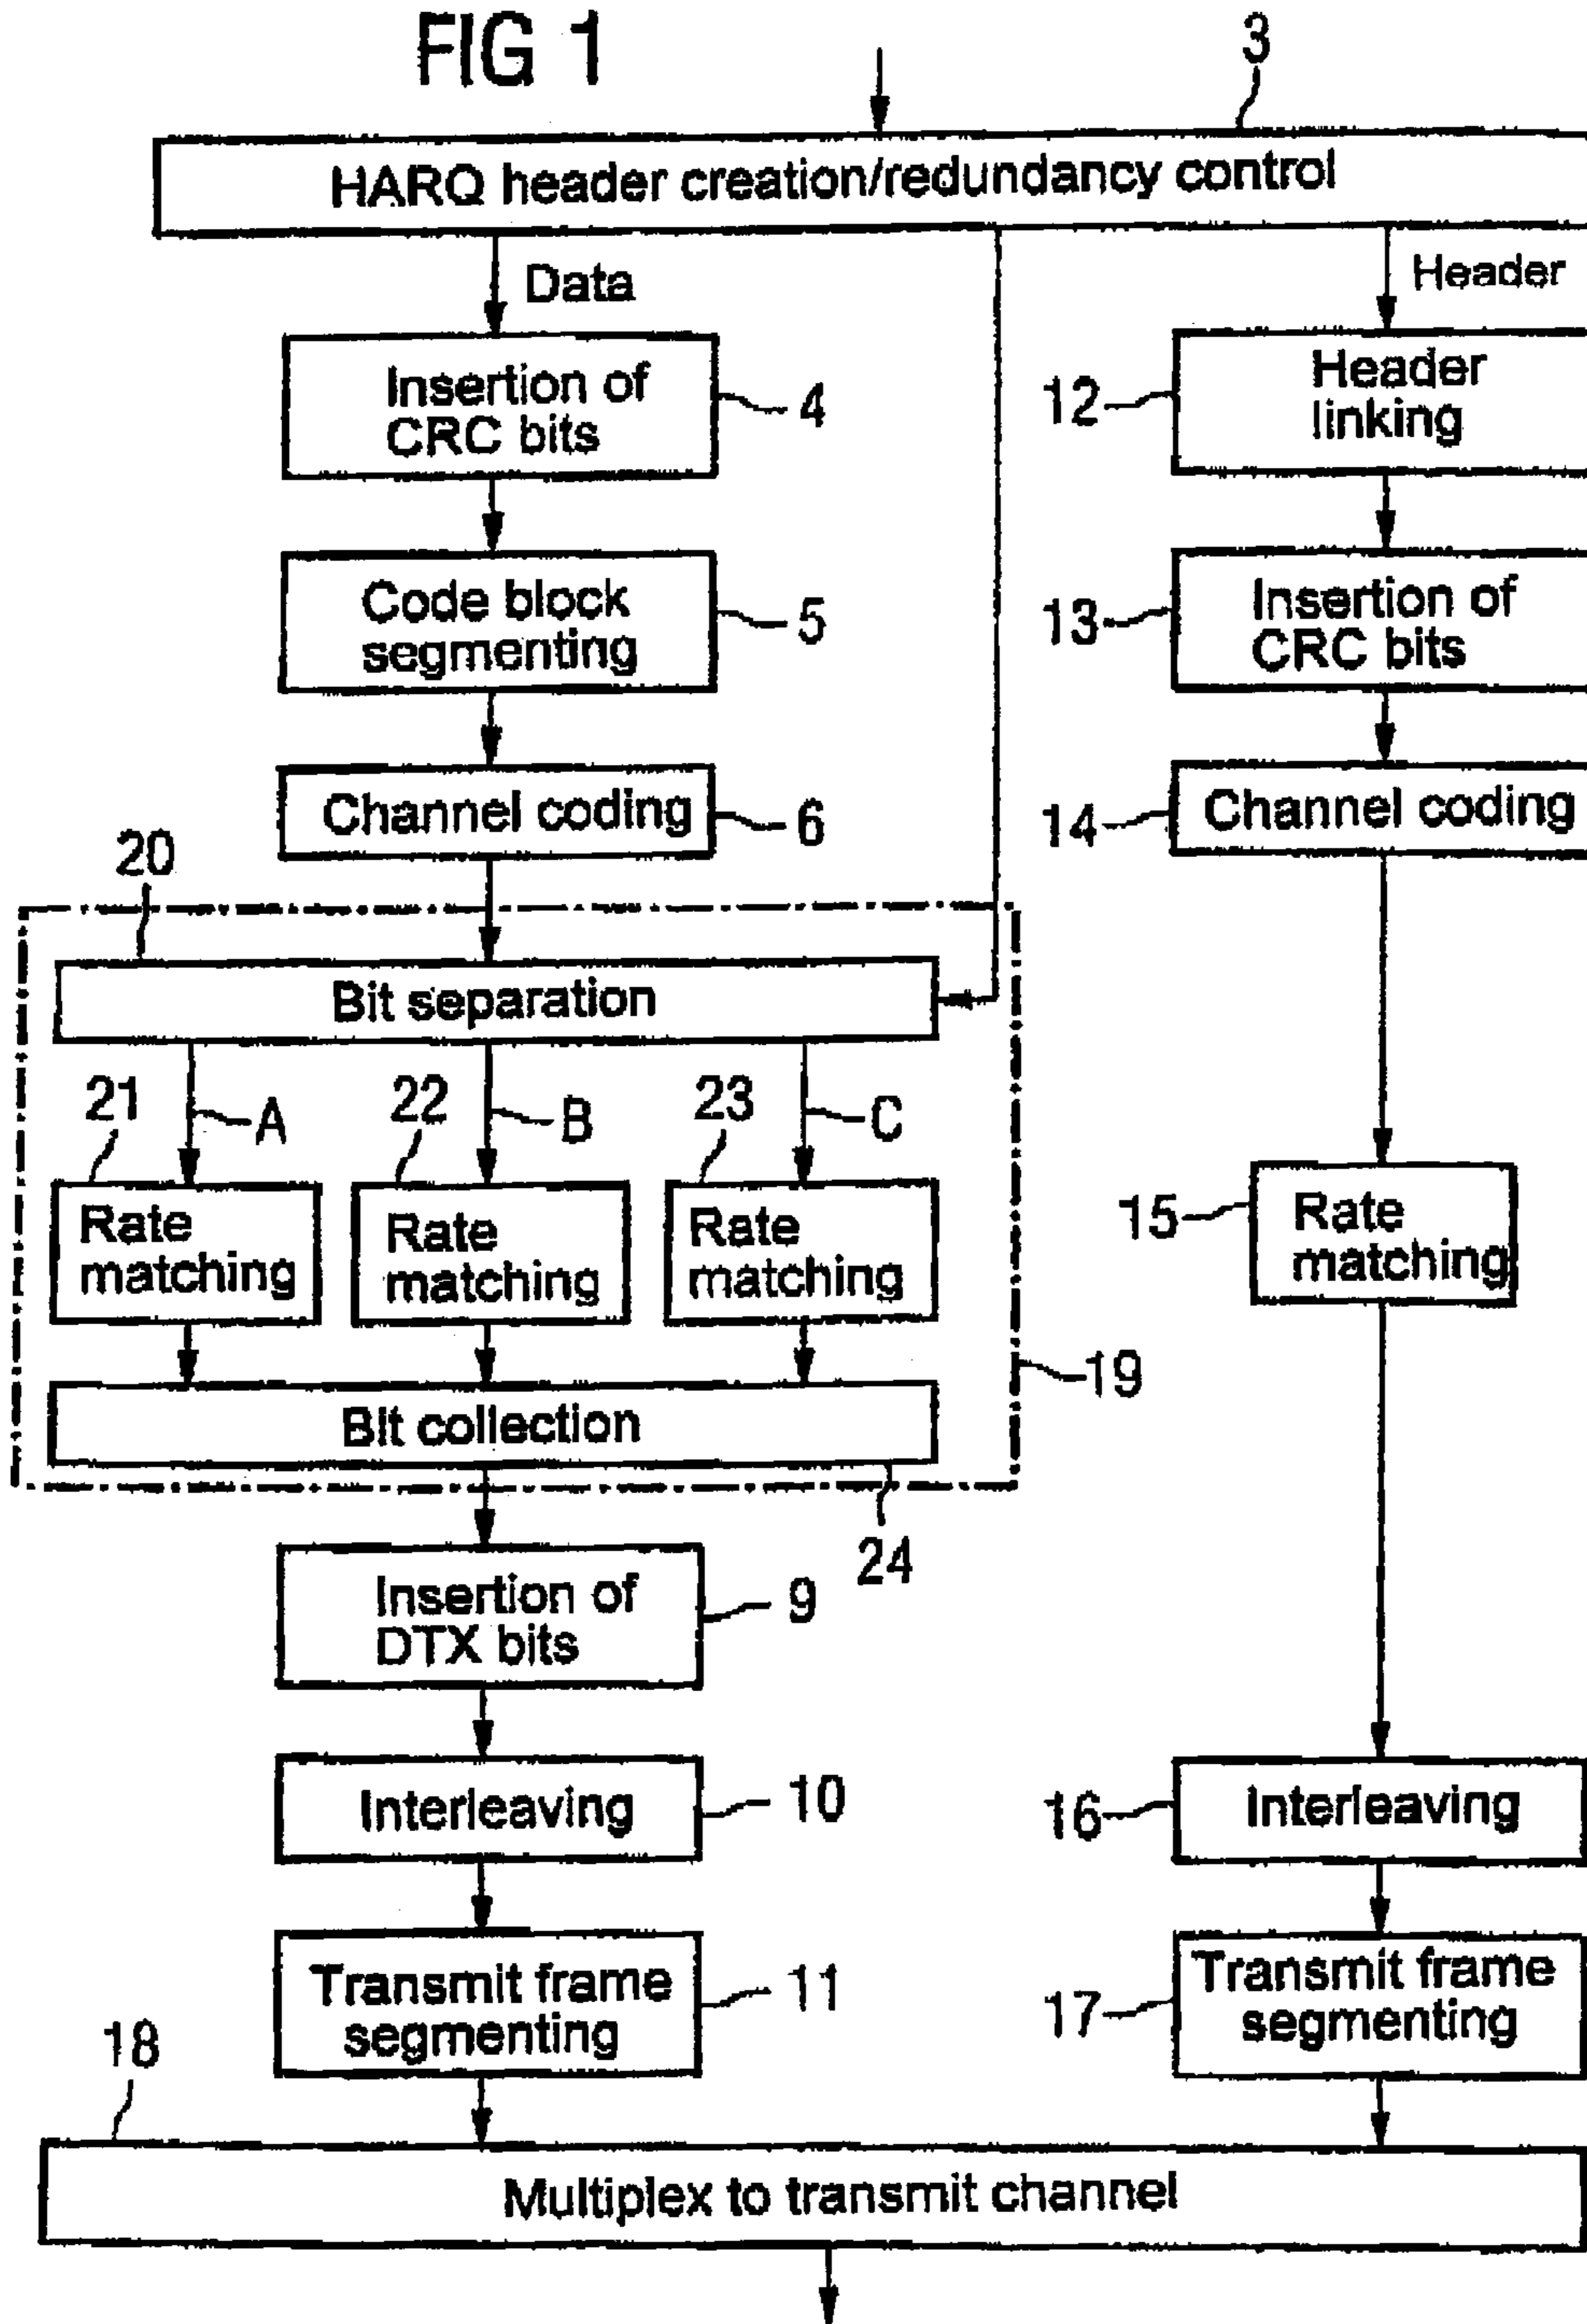 FIG 1
3
HARQ header creation/redundancy control
Data
Header
Insertion of
CRC bits
4
12
Header
linking
Code block
segmenting
5
13
Insertion of
CRC bits
Channel coding
6
14
Channel coding
20
Bit separation
21
A
22
B
23
C
Rate
matching
Rate
matching
Rate
matching
15
Rate
matching
19
Bit collection
24
Insertion of
DTX bits
9
Interleaving
10
16
Interleaving
Transmit frame
segmenting
11
17
Transmit frame
segmenting
18
Multiplex to transmit channel